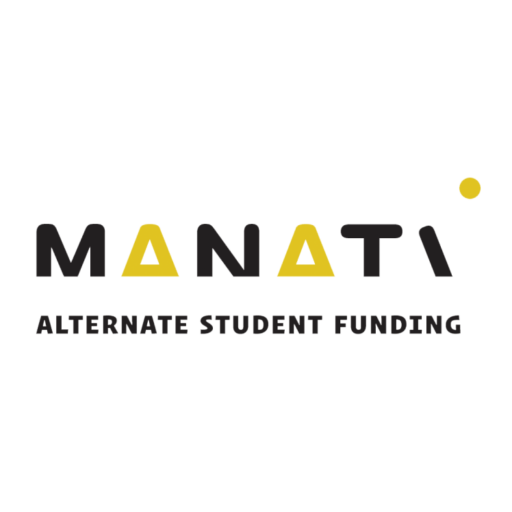 MANATI
ALTERNATE STUDENT FUNDING